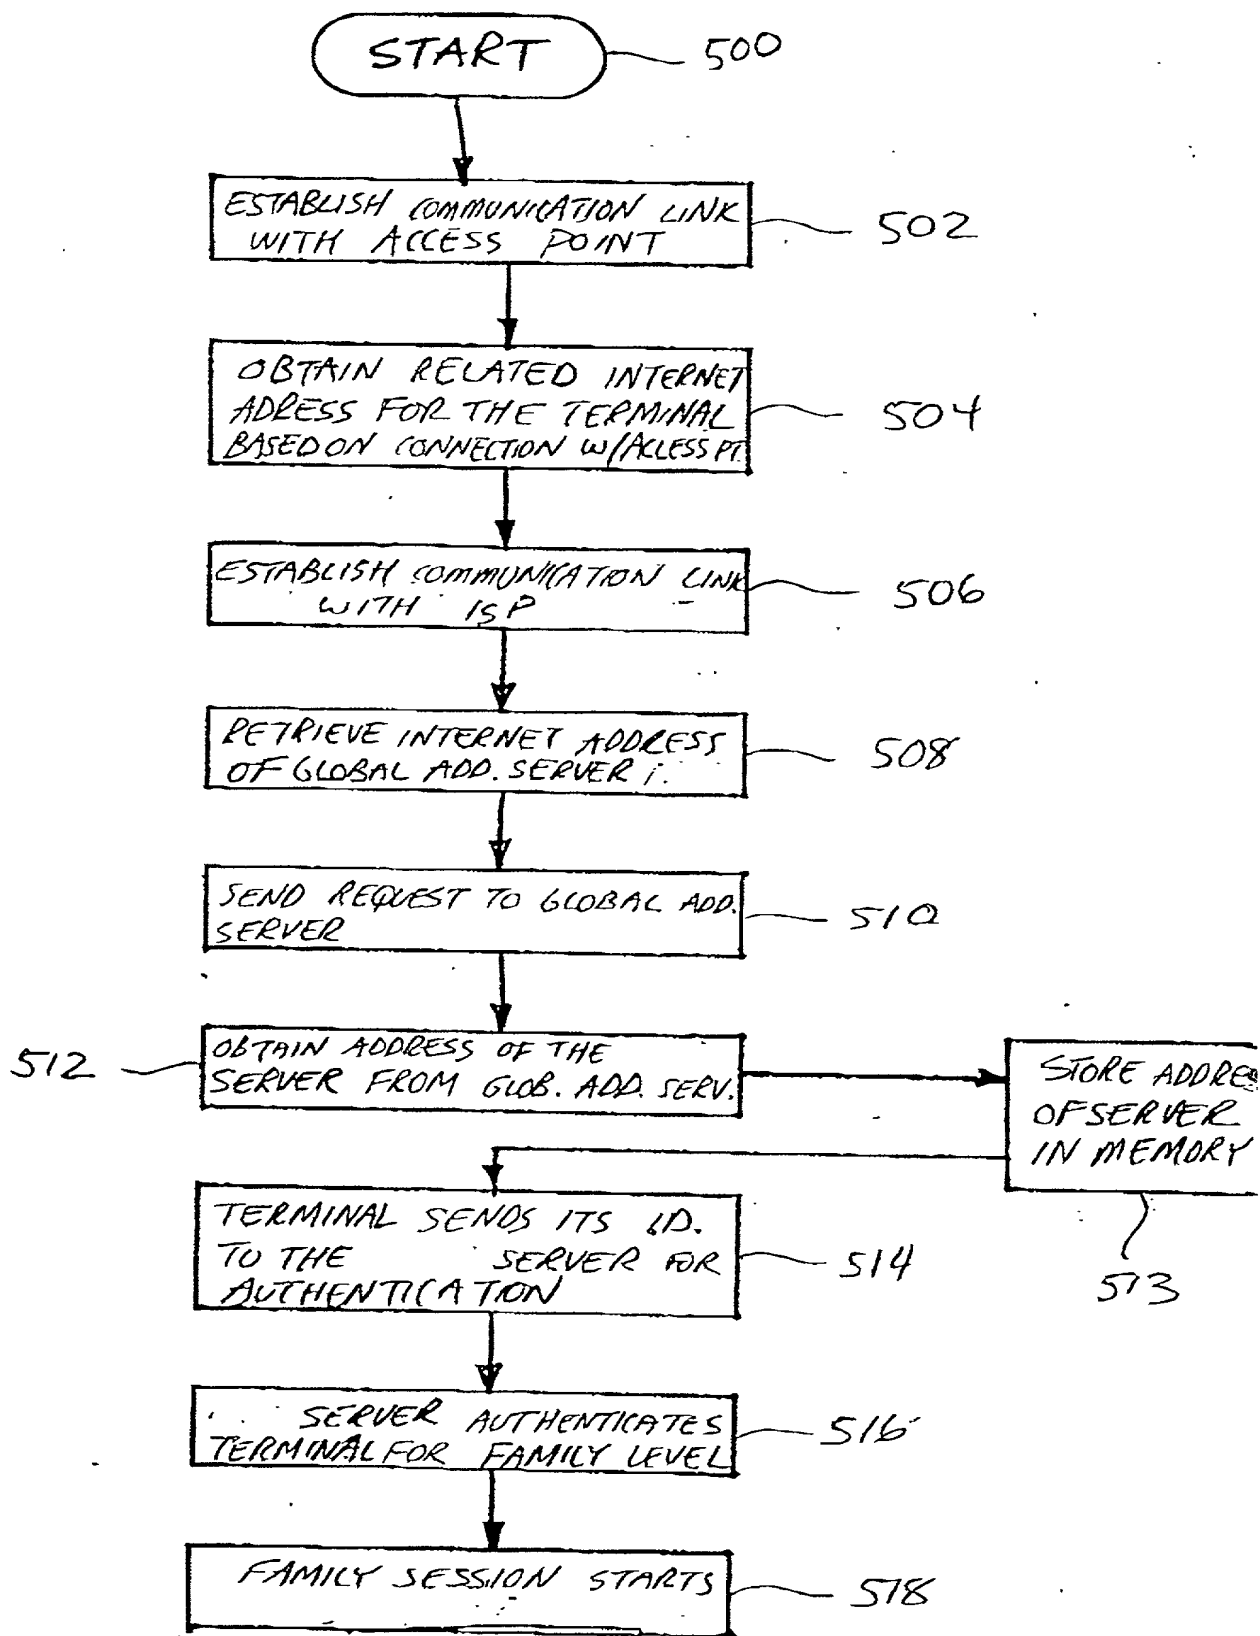 START
500
ESTABLISH COMMUNICATION LINK
WITH ACCESS POINT
502
OBTAIN RELATED INTERNET
ADRESS FOR THE TERMINAL
BASED ON CONNECTION W/ACCESS PT.
504
ESTABLISH COMMUNICATION LINK
WITH ISP
506
RETRIEVE INTERNET ADDRESS
OF GLOBAL ADD. SERVER i.
508
SEND REQUEST TO GLOBAL ADD.
SERVER
510
512
OBTAIN ADDRESS OF THE
SERVER FROM GLOB. ADD. SERV.
STORE ADDRES
OF SERVER
IN MEMORY
513
TERMINAL SENDS ITS ID.
TO THE SERVER FOR
AUTHENTICATION
514
SERVER AUTHENTICATES
TERMINAL FOR FAMILY LEVEL
516
FAMILY SESSION STARTS
518